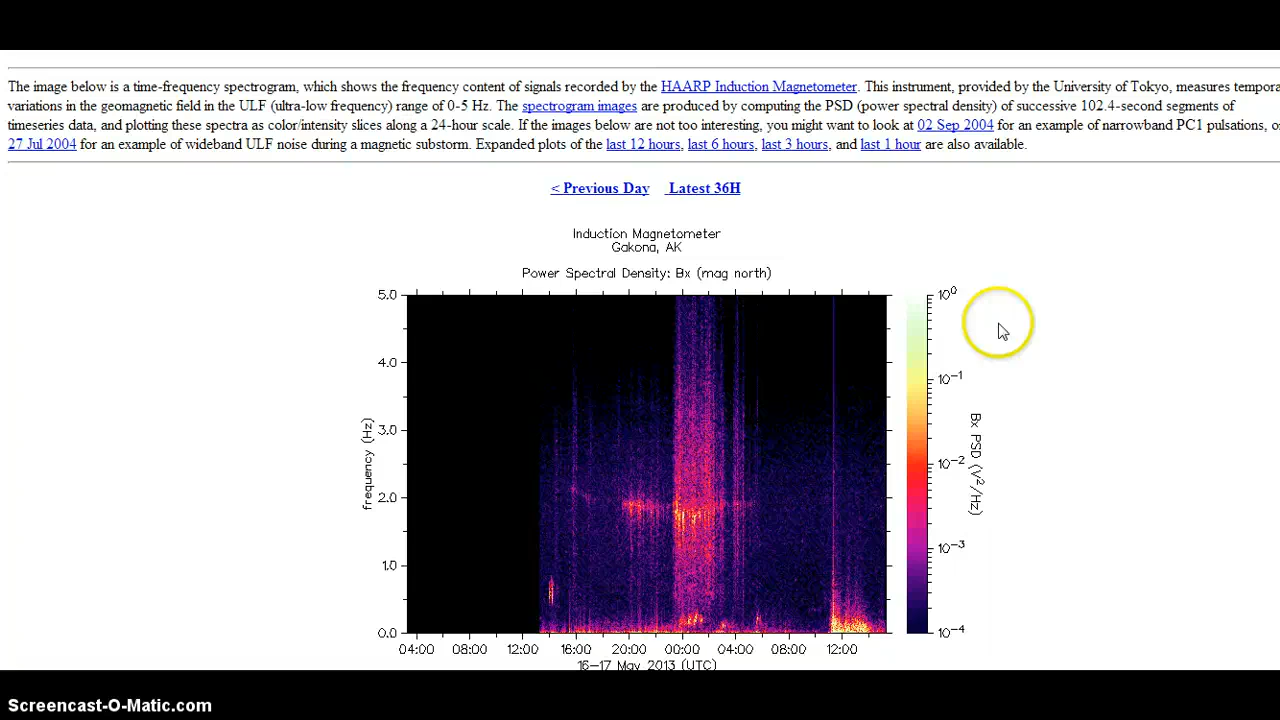 The image below is a time-frequency spectrogram, which shows the frequency content of signals recorded by the HAARP Induction Magnetometer. This instrument, provided by the University of Tokyo, measures
variations in the geomagnetic field in the ULF (ultra-low frequency) range of 0-5 Hz. The spectrogram images are produced by computing the PSD (power spectral density) of successive 102.4-second segments of
timeseries data, and plotting these spectra as color/intensity slices along a 24-hour scale. If the images below are not too interesting, you might want to look at 02 Sep 2004 for an example of narrowband PC1 pulsations,
27 Jul 2004 for an example of wideband ULF noise during a magnetic substorm. Expanded plots of the last 12 hours, last 6 hours, last 3 hours, and last 1 hour are also available.
< Previous Day Latest 36H
Induction Magnetometer
Gakona, AK
Power Spectral Density: Bx (mag north)
5.0
4.0
3.0
2.0
1.0
0.0
frequency (Hz)
04:00 08:00 12:00 16:00 20:00 00:00 04:00 08:00 12:00
16-17 May 2013 (UTC)
10⁰
10⁻¹
10⁻²
10⁻³
10⁻⁴
Bx PSD (V²/Hz)
Screencast-O-Matic.com